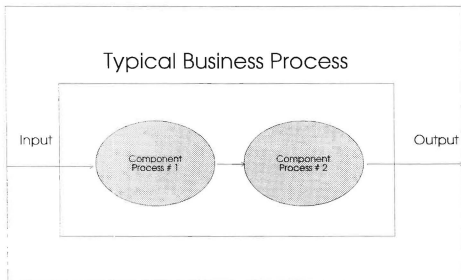 Typical Business Process
Input
Output
Component
Process # 1
Component
Process # 2